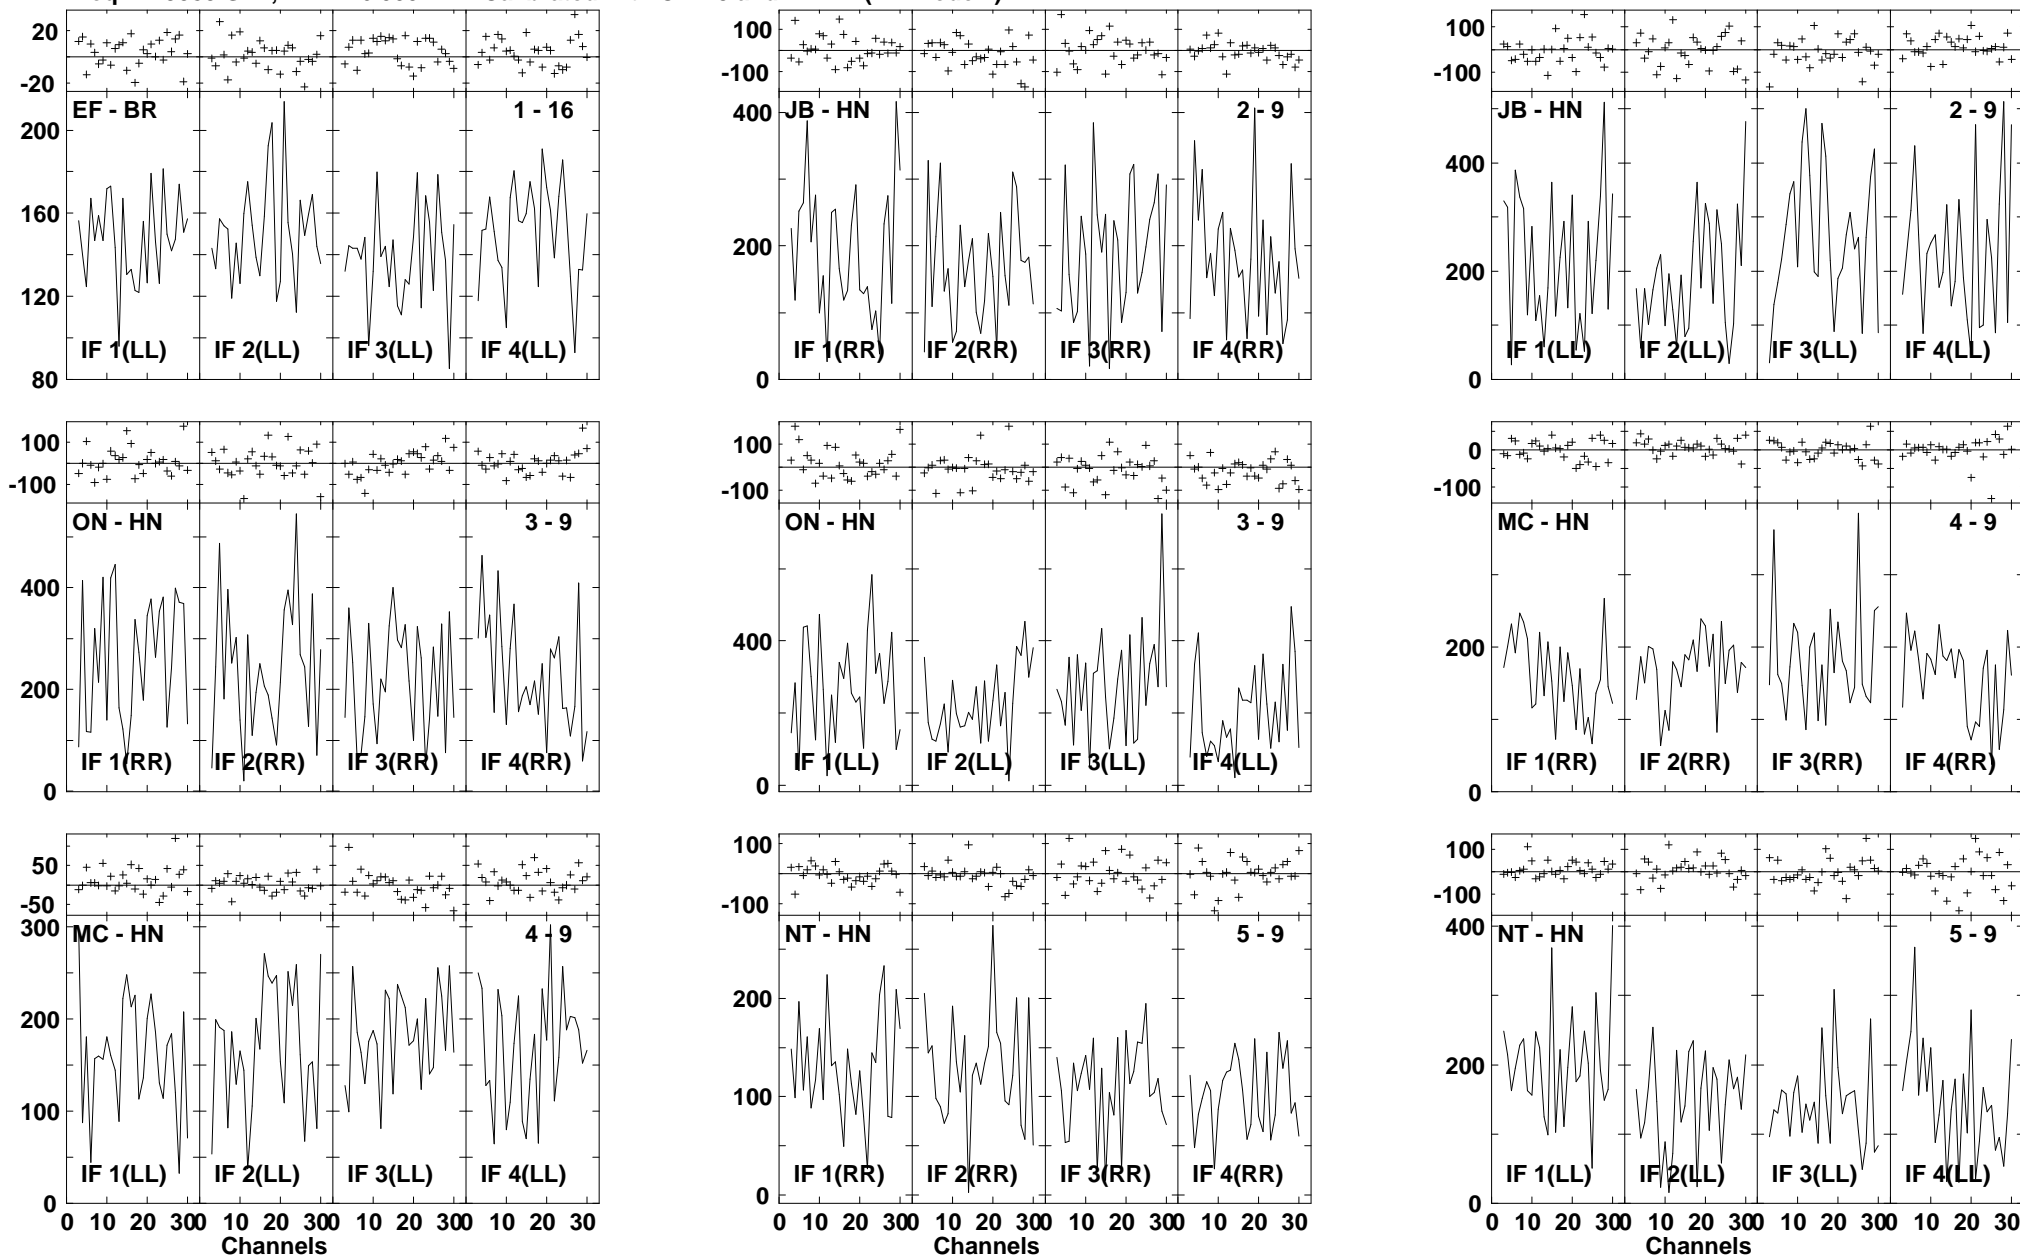 20
-20
EF - BR
1 - 16
200
160
120
80
IF 1(LL)
IF 2(LL)
IF 3(LL)
IF 4(LL)
100
-100
JB - HN
2 - 9
400
200
0
IF 1(RR)
IF 2(RR)
IF 3(RR)
IF 4(RR)
100
-100
JB - HN
2 - 9
400
200
0
IF 1(LL)
IF 2(LL)
IF 3(LL)
IF 4(LL)
100
-100
ON - HN
3 - 9
400
200
0
IF 1(RR)
IF 2(RR)
IF 3(RR)
IF 4(RR)
100
-100
ON - HN
3 - 9
400
0
IF 1(LL)
IF 2(LL)
IF 3(LL)
IF 4(LL)
0
-100
MC - HN
4 - 9
200
0
IF 1(RR)
IF 2(RR)
IF 3(RR)
IF 4(RR)
50
-50
MC - HN
4 - 9
300
200
100
0
IF 1(LL)
IF 2(LL)
IF 3(LL)
IF 4(LL)
0 10 20 30 0 10 20 30 0 10 20 30 0 10 20 30
Channels
100
-100
NT - HN
5 - 9
200
100
0
IF 1(RR)
IF 2(RR)
IF 3(RR)
IF 4(RR)
0 10 20 30 0 10 20 30 0 10 20 30 0 10 20 30
Channels
100
-100
NT - HN
5 - 9
400
200
0
IF 1(LL)
IF 2(LL)
IF 3(LL)
IF 4(LL)
0 10 20 30 0 10 20 30 0 10 20 30 0 10 20 30
Channels